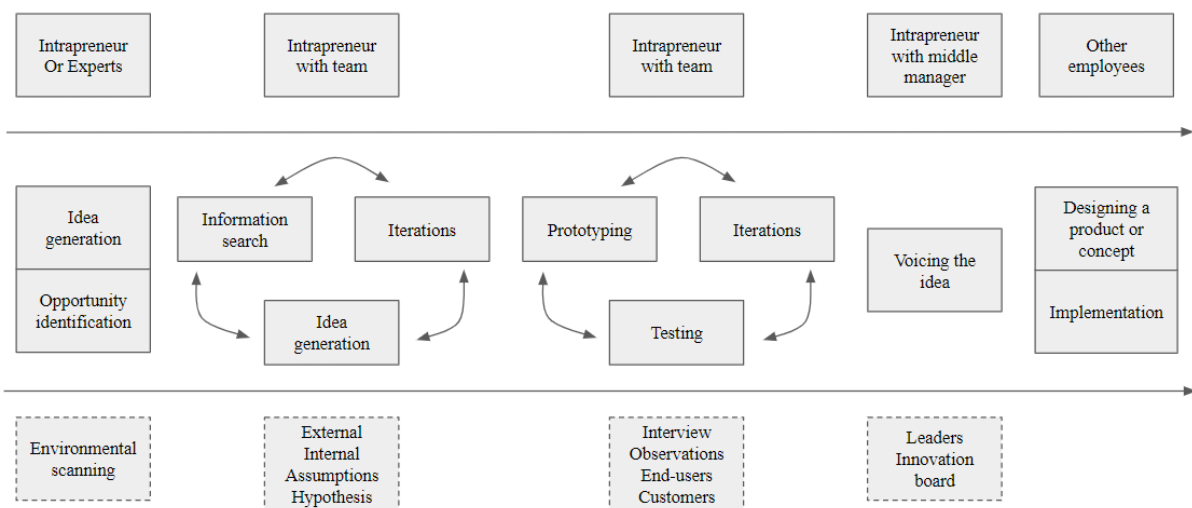 Intrapreneur
Or Experts
Intrapreneur
with team
Intrapreneur
with team
Intrapreneur
with middle
manager
Other
employees
Idea
generation
Opportunity
identification
Information
search
Iterations
Idea
generation
Prototyping
Iterations
Testing
Voicing the
idea
Designing a
product or
concept
Implementation
Environmental
scanning
External
Internal
Assumptions
Hypothesis
Interview
Observations
End-users
Customers
Leaders
Innovation
board